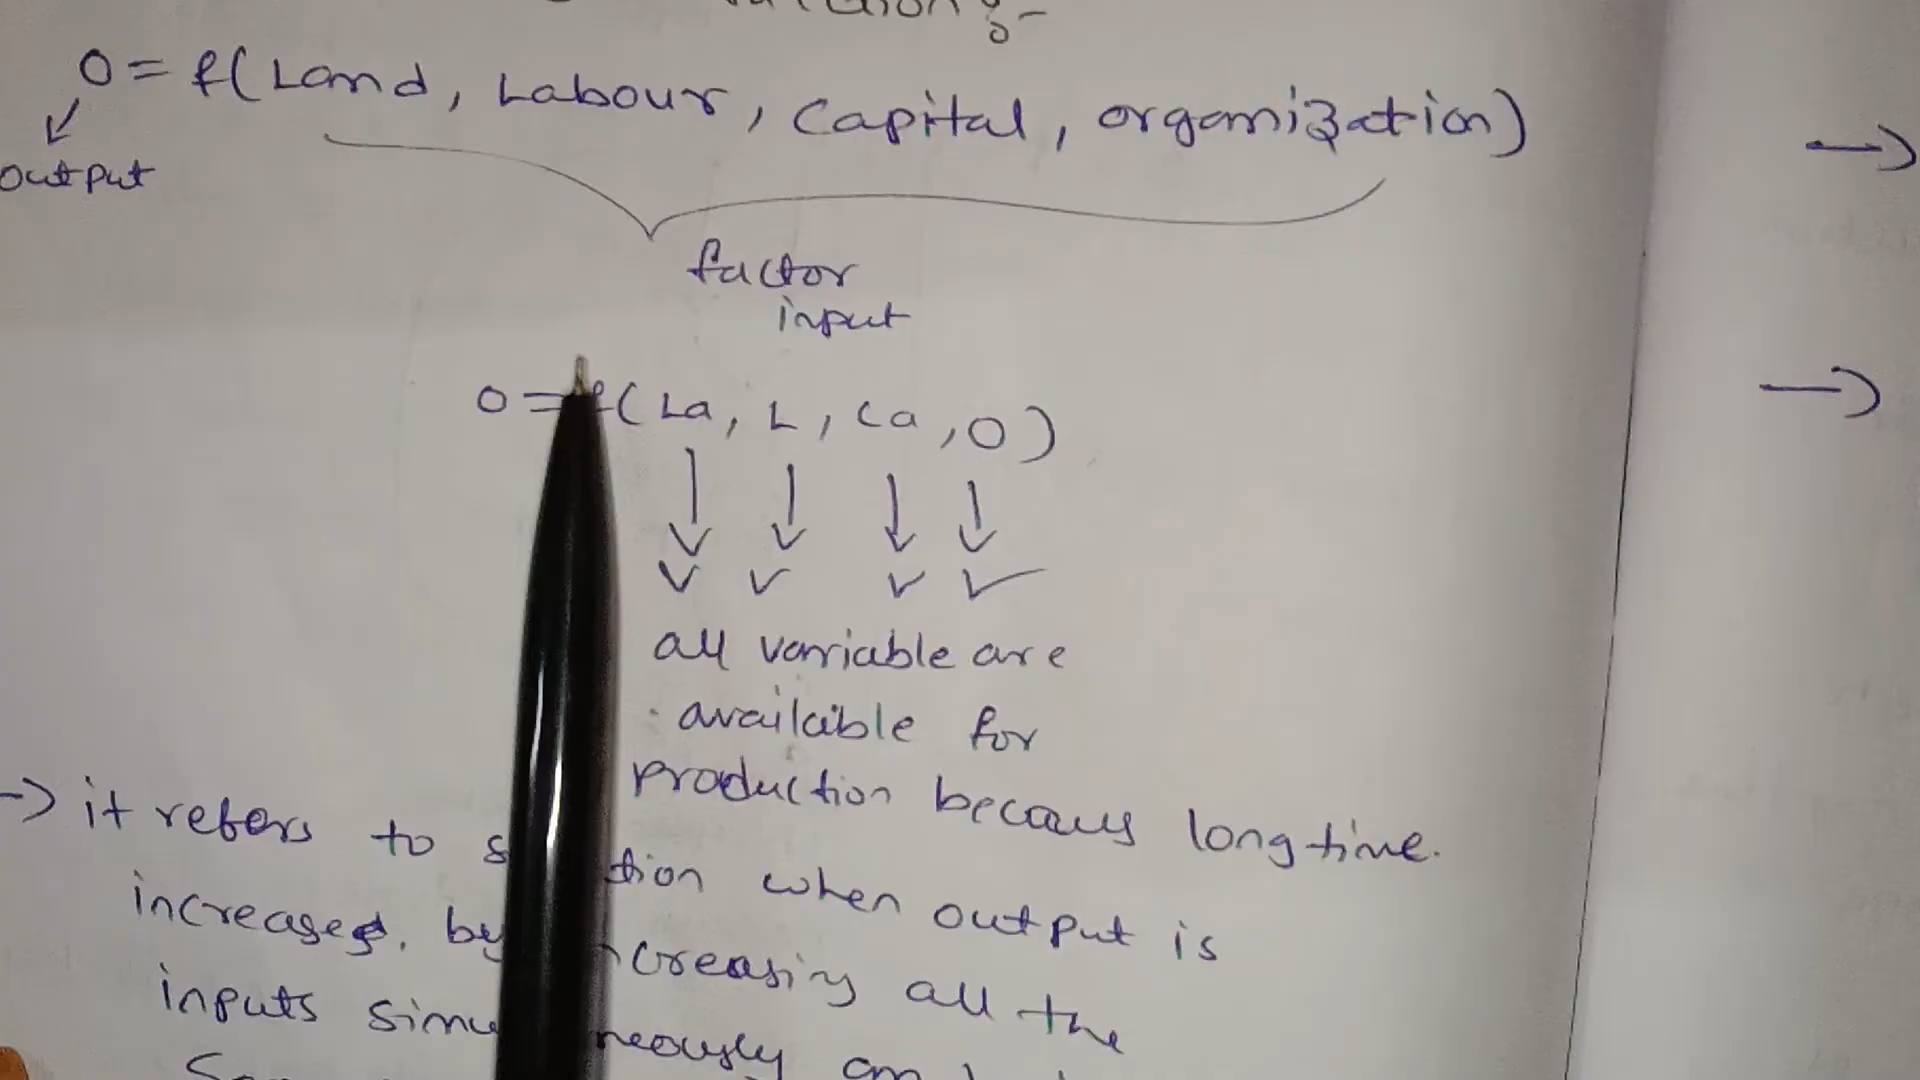 O = f(Land, Labour, Capital, organization)
output
factor
input
O = f(La, L, Ca, O)
all variable are
available for
production becaus long time.
→ it refers to s tion when output is
increases, by creasing all the
inputs simu neously